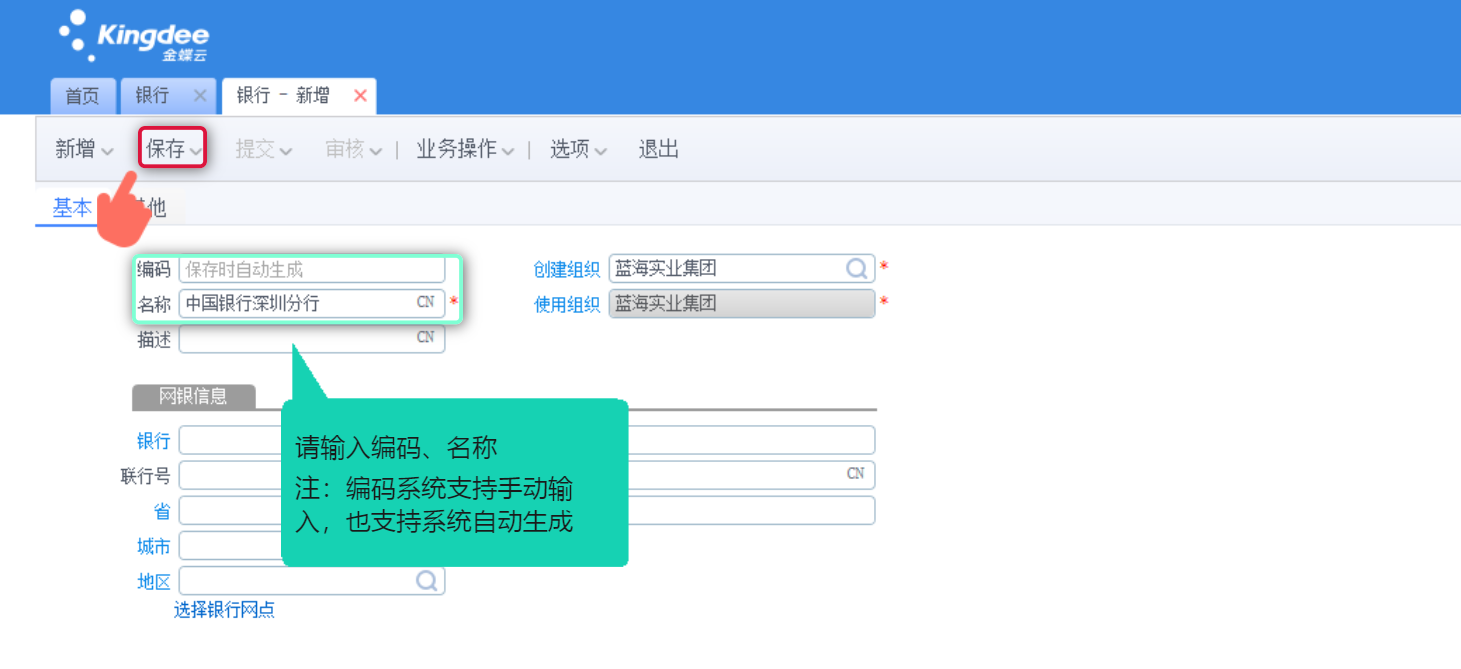 Kingdee
金蝶云
首页 银行 银行 - 新增
新增 保存 提交 审核 | 业务操作 | 选项 退出
基本 他
编码 保存时自动生成 创建组织 蓝海实业集团 *
名称 中国银行深圳分行 CN * 使用组织 蓝海实业集团 *
描述 CN
网银信息
银行
请输入编码、名称
联行号 CN
注：编码系统支持手动输
省
入，也支持系统自动生成
城市
地区
选择银行网点